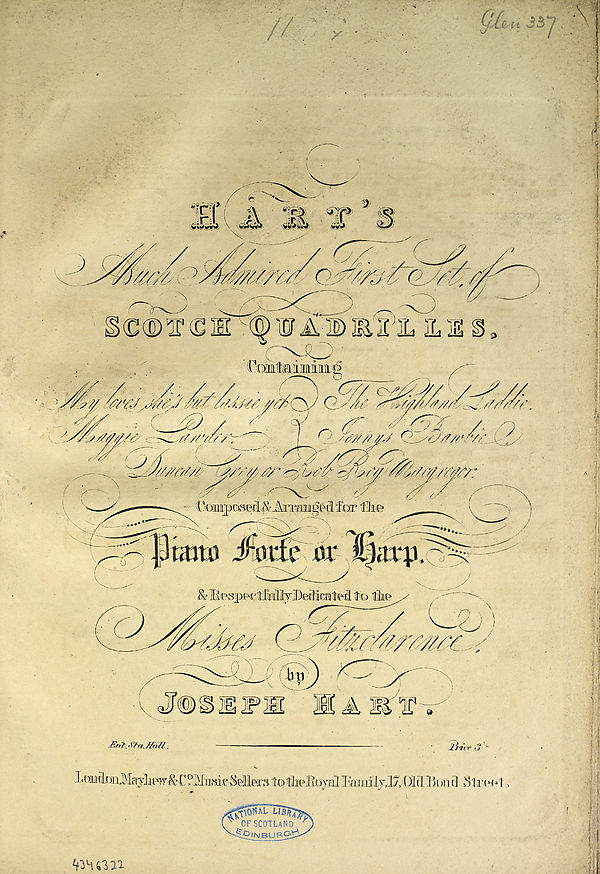 11 x
Glen 337.
HART'S
Much Admired First Set, of
SCOTCH QUADRILLES,
Containing
My loves she's but lassie yet The Highland Laddie.
Maggie Lawder. Jennys Bawbie
Duncan Grey or Rob Roy Macgregor.
Composed & Arranged for the
Piano Forte or Harp.
& Respectfully Dedicated to the
Misses Fitzclarence.
by
JOSEPH HART.
Ent. Sta. Hall. Price 3/-
London, Mayhew & Co. Music Sellers to the Royal Family, 17, Old Bond Street.
NATIONAL LIBRARY
OF SCOTLAND
EDINBURGH
4346322